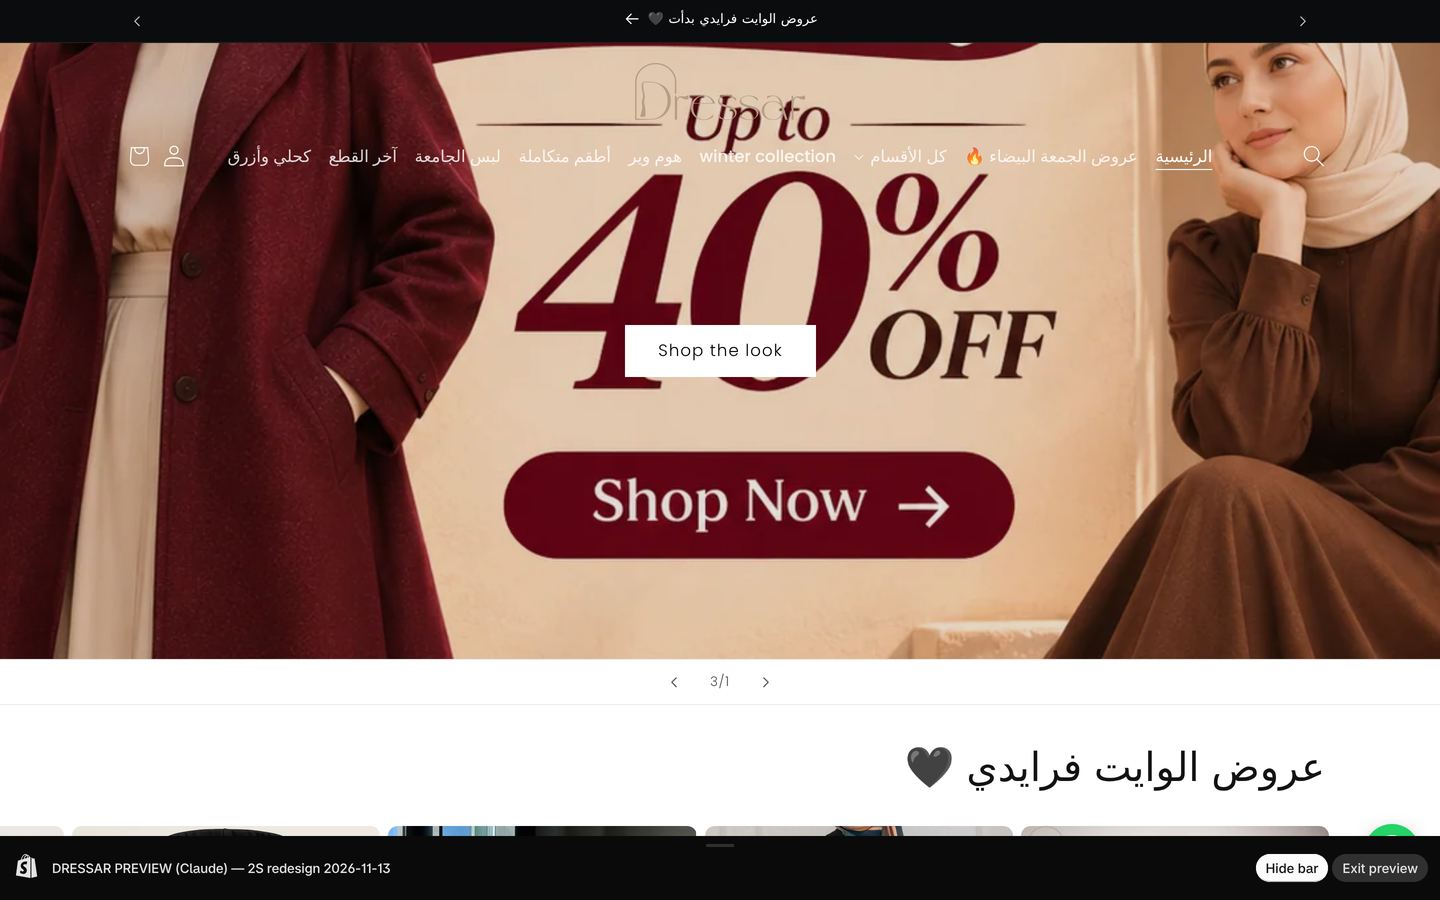 عروض الوايت فرايدي بدأت 🖤 ←
Dressar
Up to
الرئيسية
عروض الجمعة البيضاء 🔥
كل الأقسام
winter collection
هوم وير
أطقم متكاملة
لبس الجامعة
آخر القطع
كحلي وأزرق
40% OFF
Shop the look
Shop Now →
3/1
عروض الوايت فرايدي 🖤
DRESSAR PREVIEW (Claude) — 2S redesign 2026-11-13
Hide bar
Exit preview